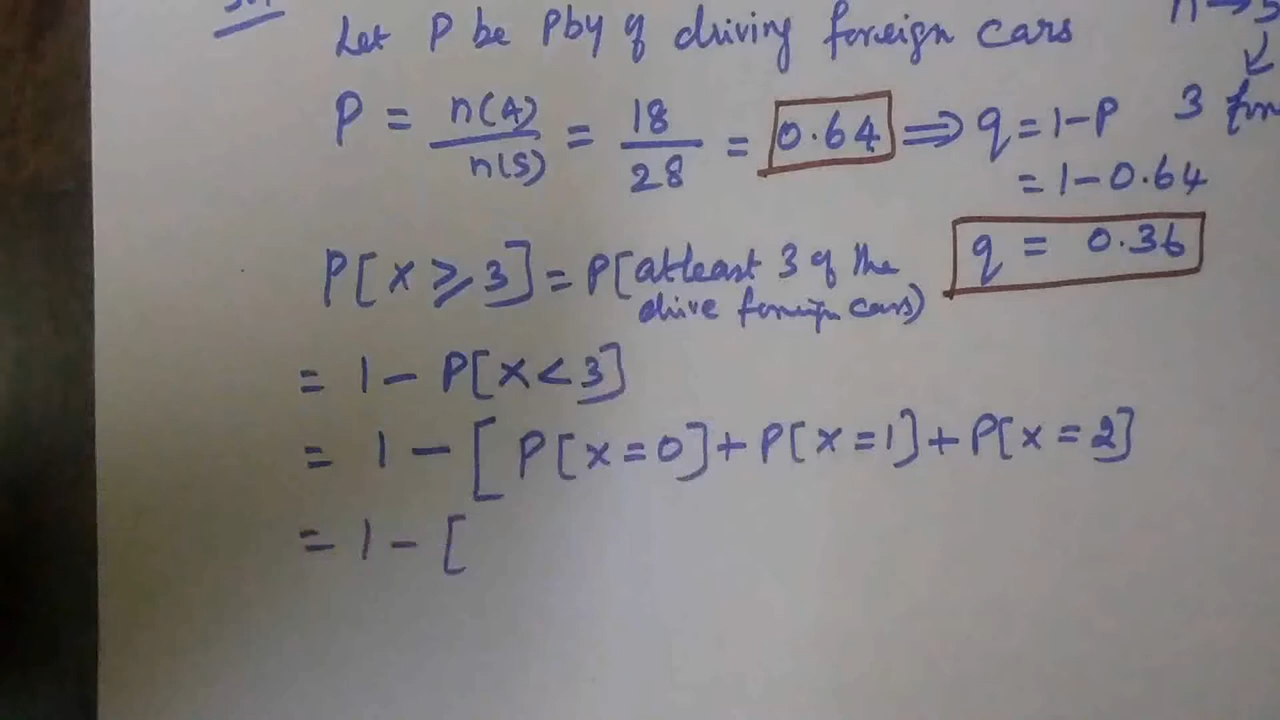 Let P be Pby of driving foreign cars
P = n(A)/n(S) = 18/28 = 0.64 ⟹ q = 1-P
= 1-0.64
q = 0.36
n → 5
3
P[x ≥ 3] = P[atleast 3 of the
drive foreign cars)
= 1 - P[x < 3]
= 1 - [ P[x = 0] + P[x = 1] + P[x = 2]
= 1 - [